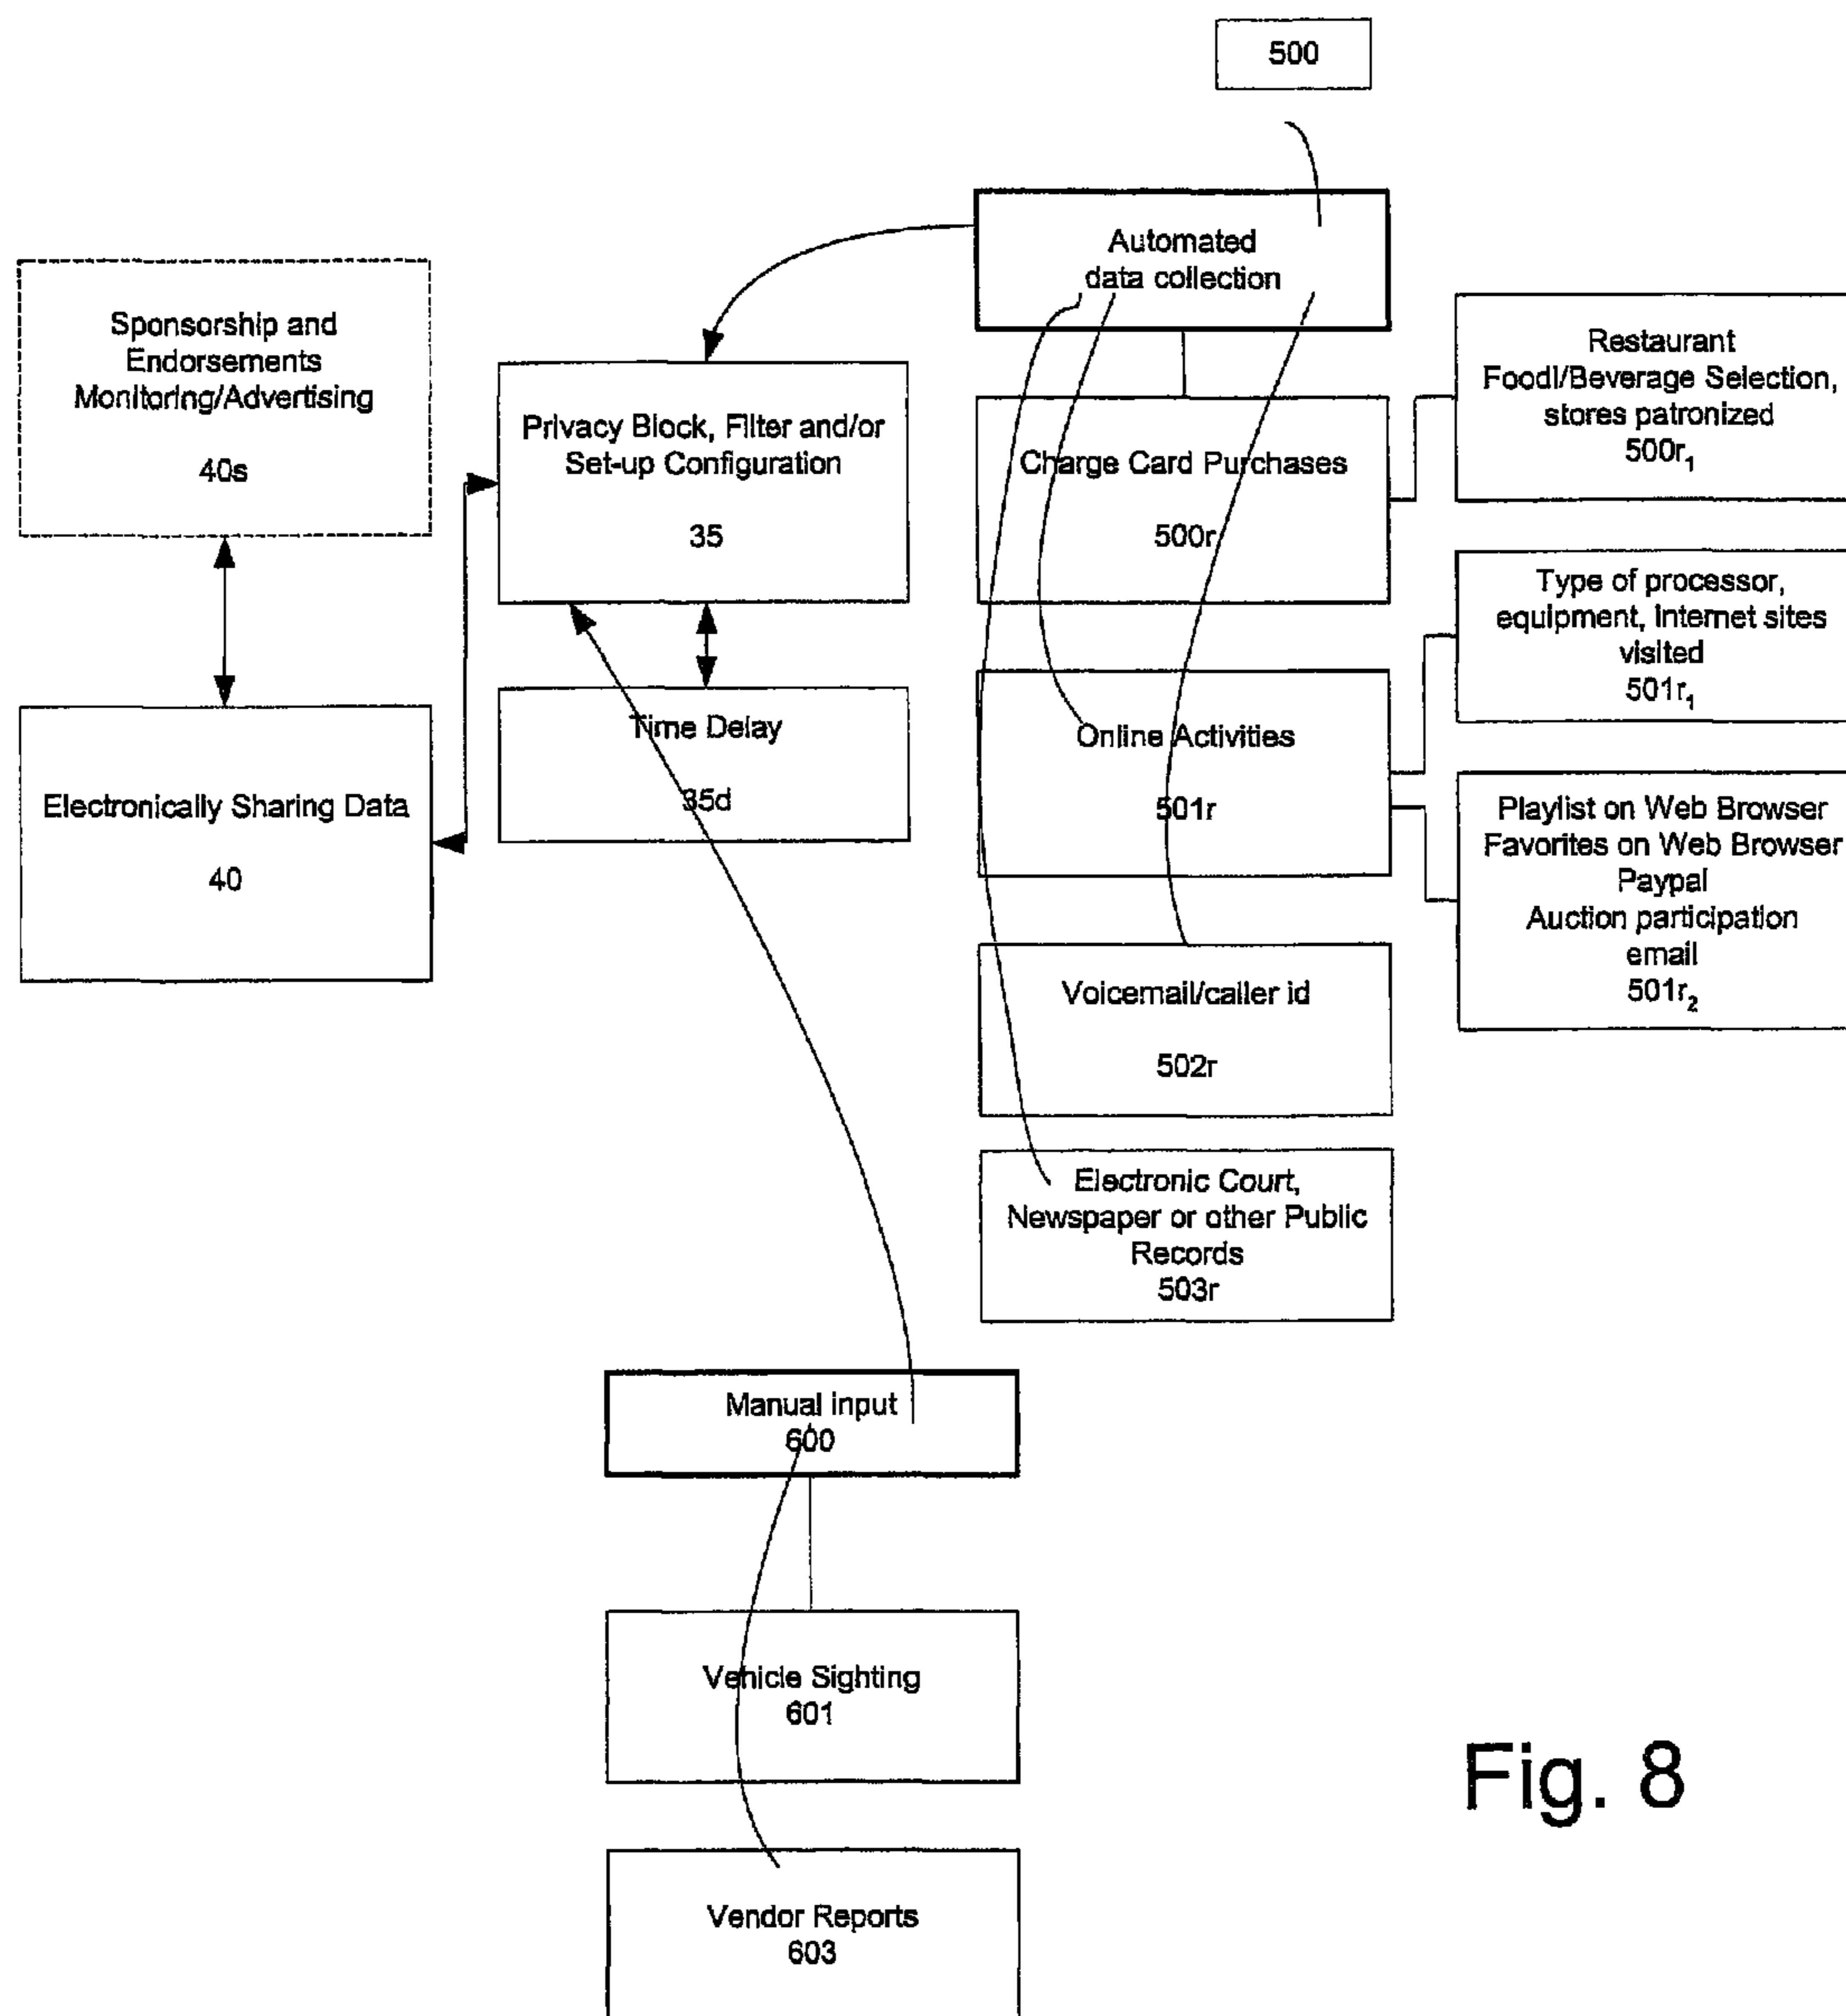 500
Automated
data collection
Sponsorship and
Endorsements
Monitoring/Advertising
40s
Privacy Block, Filter and/or
Set-up Configuration
35
Charge Card Purchases
500r
Restaurant
Foodl/Beverage Selection,
stores patronized
500r₁
Type of processor,
equipment, Internet sites
visited
501r₁
Time Delay
35d
Electronically Sharing Data
40
Online Activities
501r
Playlist on Web Browser
Favorites on Web Browser
Paypal
Auction participation
email
501r₂
Voicemail/caller id
502r
Electronic Court,
Newspaper or other Public
Records
503r
Manual input
600
Vehicle Sighting
601
Vendor Reports
603
Fig. 8